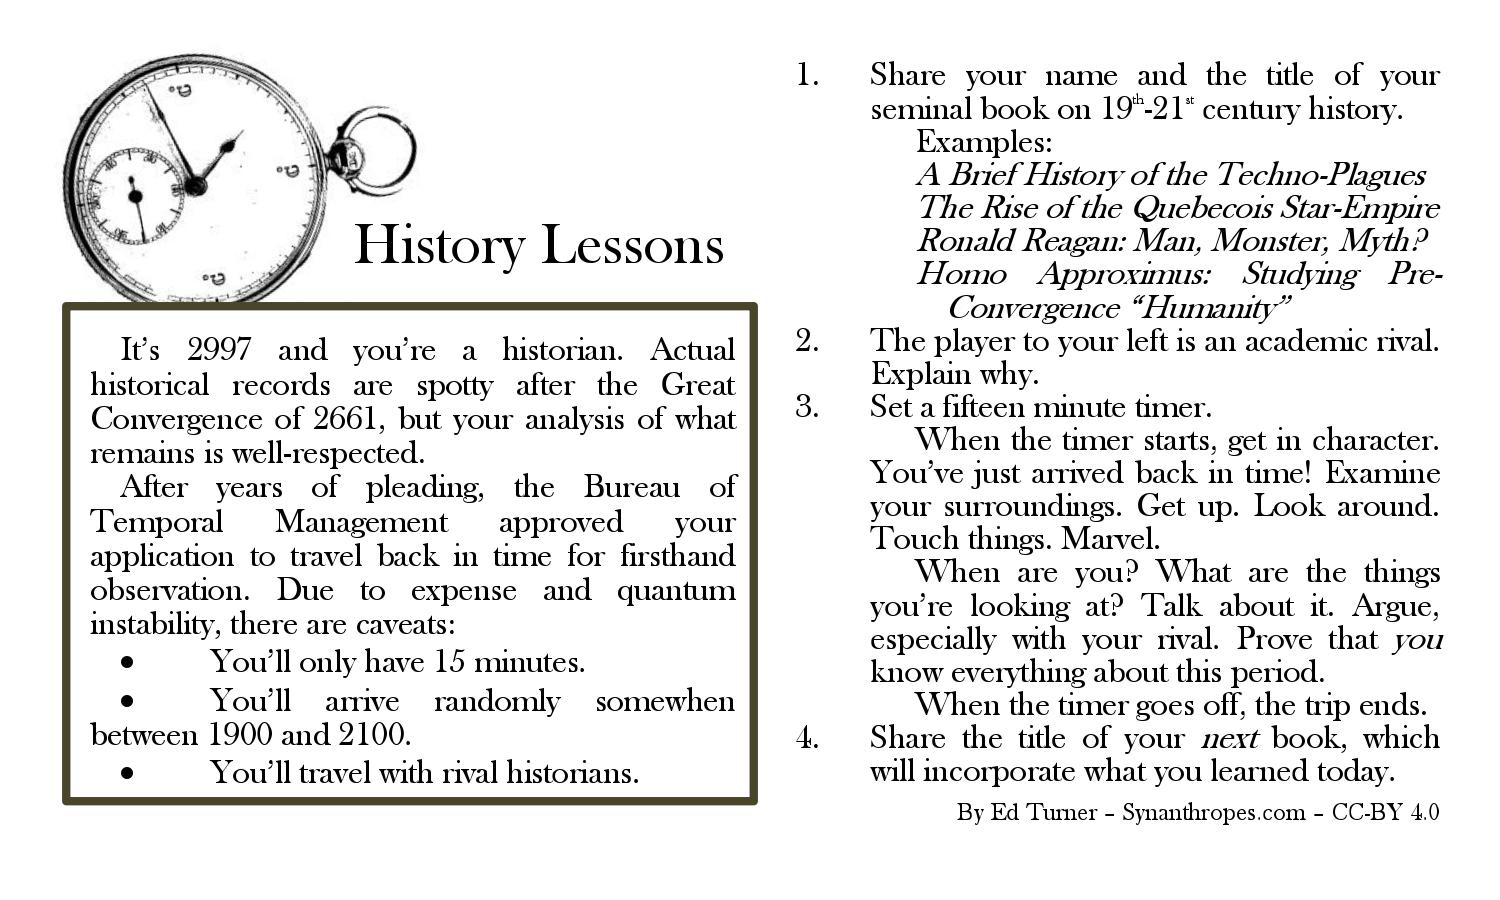 History Lessons
It's 2997 and you're a historian. Actual
historical records are spotty after the Great
Convergence of 2661, but your analysis of what
remains is well-respected.
After years of pleading, the Bureau of
Temporal Management approved your
application to travel back in time for firsthand
observation. Due to expense and quantum
instability, there are caveats:
• You'll only have 15 minutes.
• You'll arrive randomly somewhen
between 1900 and 2100.
• You'll travel with rival historians.
1. Share your name and the title of your
seminal book on 19th-21st century history.
Examples:
A Brief History of the Techno-Plagues
The Rise of the Quebecois Star-Empire
Ronald Reagan: Man, Monster, Myth?
Homo Approximus: Studying Pre-
Convergence “Humanity”
2. The player to your left is an academic rival.
Explain why.
3. Set a fifteen minute timer.
When the timer starts, get in character.
You've just arrived back in time! Examine
your surroundings. Get up. Look around.
Touch things. Marvel.
When are you? What are the things
you're looking at? Talk about it. Argue,
especially with your rival. Prove that you
know everything about this period.
When the timer goes off, the trip ends.
4. Share the title of your next book, which
will incorporate what you learned today.
By Ed Turner – Synanthropes.com – CC-BY 4.0